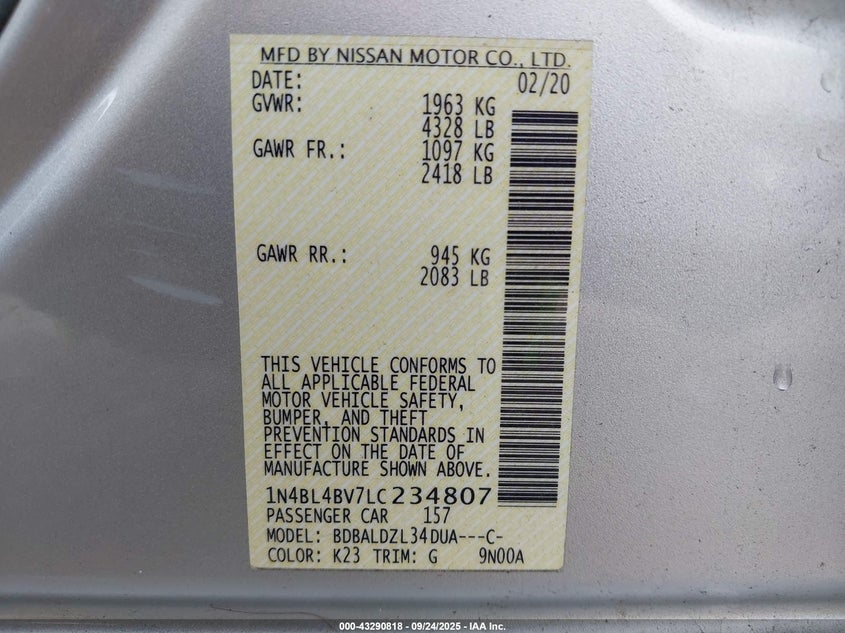 MFD BY NISSAN MOTOR CO., LTD.
DATE: 02/20
GVWR: 1963 KG
4328 LB
GAWR FR.: 1097 KG
2418 LB
GAWR RR.: 945 KG
2083 LB
THIS VEHICLE CONFORMS TO
ALL APPLICABLE FEDERAL
MOTOR VEHICLE SAFETY,
BUMPER, AND THEFT
PREVENTION STANDARDS IN
EFFECT ON THE DATE OF
MANUFACTURE SHOWN ABOVE.
1N4BL4BV7LC234807
PASSENGER CAR 157
MODEL: BDBALDZL34DUA---C-
COLOR: K23 TRIM: G 9N00A
000-43290818 - 09/24/2025 - IAA Inc.